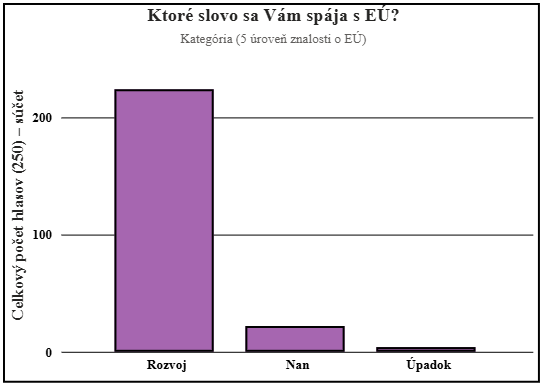 Ktoré slovo sa Vám spája s EÚ?
Kategória (5 úroveň znalostí o EÚ)
Celkový počet hlasov (250) – súčet
200
100
0
Rozvoj
Nan
Úpadok